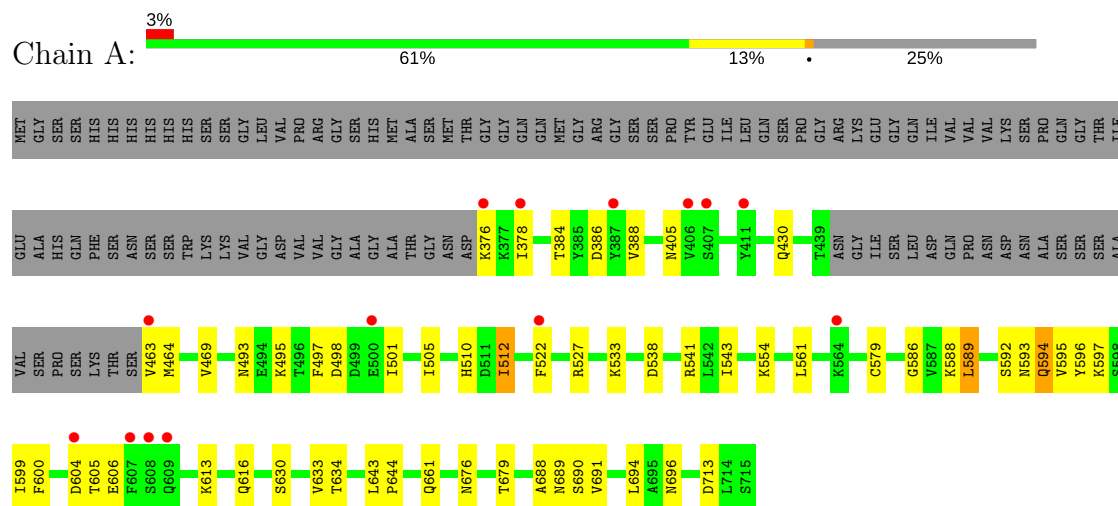 3%
Chain A:
61% 13% • 25%
MET GLY SER SER HIS HIS HIS HIS HIS HIS SER SER GLY LEU VAL PRO ARG GLY SER HIS MET ALA SER MET THR GLY GLY GLN GLN MET GLY ARG GLY SER SER PRO TYR GLU ILE LEU GLN SER PRO GLY ARG LYS GLU GLY GLN ILE VAL VAL VAL LYS SER PRO GLN GLY THR ILE
GLU ALA HIS GLN PHE SER ASN SER SER TRP LYS LYS VAL GLY ASP VAL VAL GLY ALA GLY ALA THR GLY ASN ASP K376 K377 I378 T384 Y385 D386 Y387 V388 N405 V406 S407 Y411 Q430 T439 ASN GLY ILE SER LEU ASP GLN PRO ASN ASP ASN ALA SER SER SER ALA
VAL SER PRO SER LYS THR SER V463 M464 V469 N493 E494 K495 T496 F497 D498 D499 E500 I501 I505 H510 D511 I512 F522 R527 K533 D538 R541 L542 I543 K554 L561 K564 C579 G586 V587 K588 L589 S592 N593 Q594 V595 Y596 K597 S598
I599 F600 D604 T605 E606 F607 S608 Q609 K613 Q616 S630 V633 T634 L643 P644 Q661 N676 T679 A688 N689 S690 V691 L694 A695 N696 D713 L714 S715